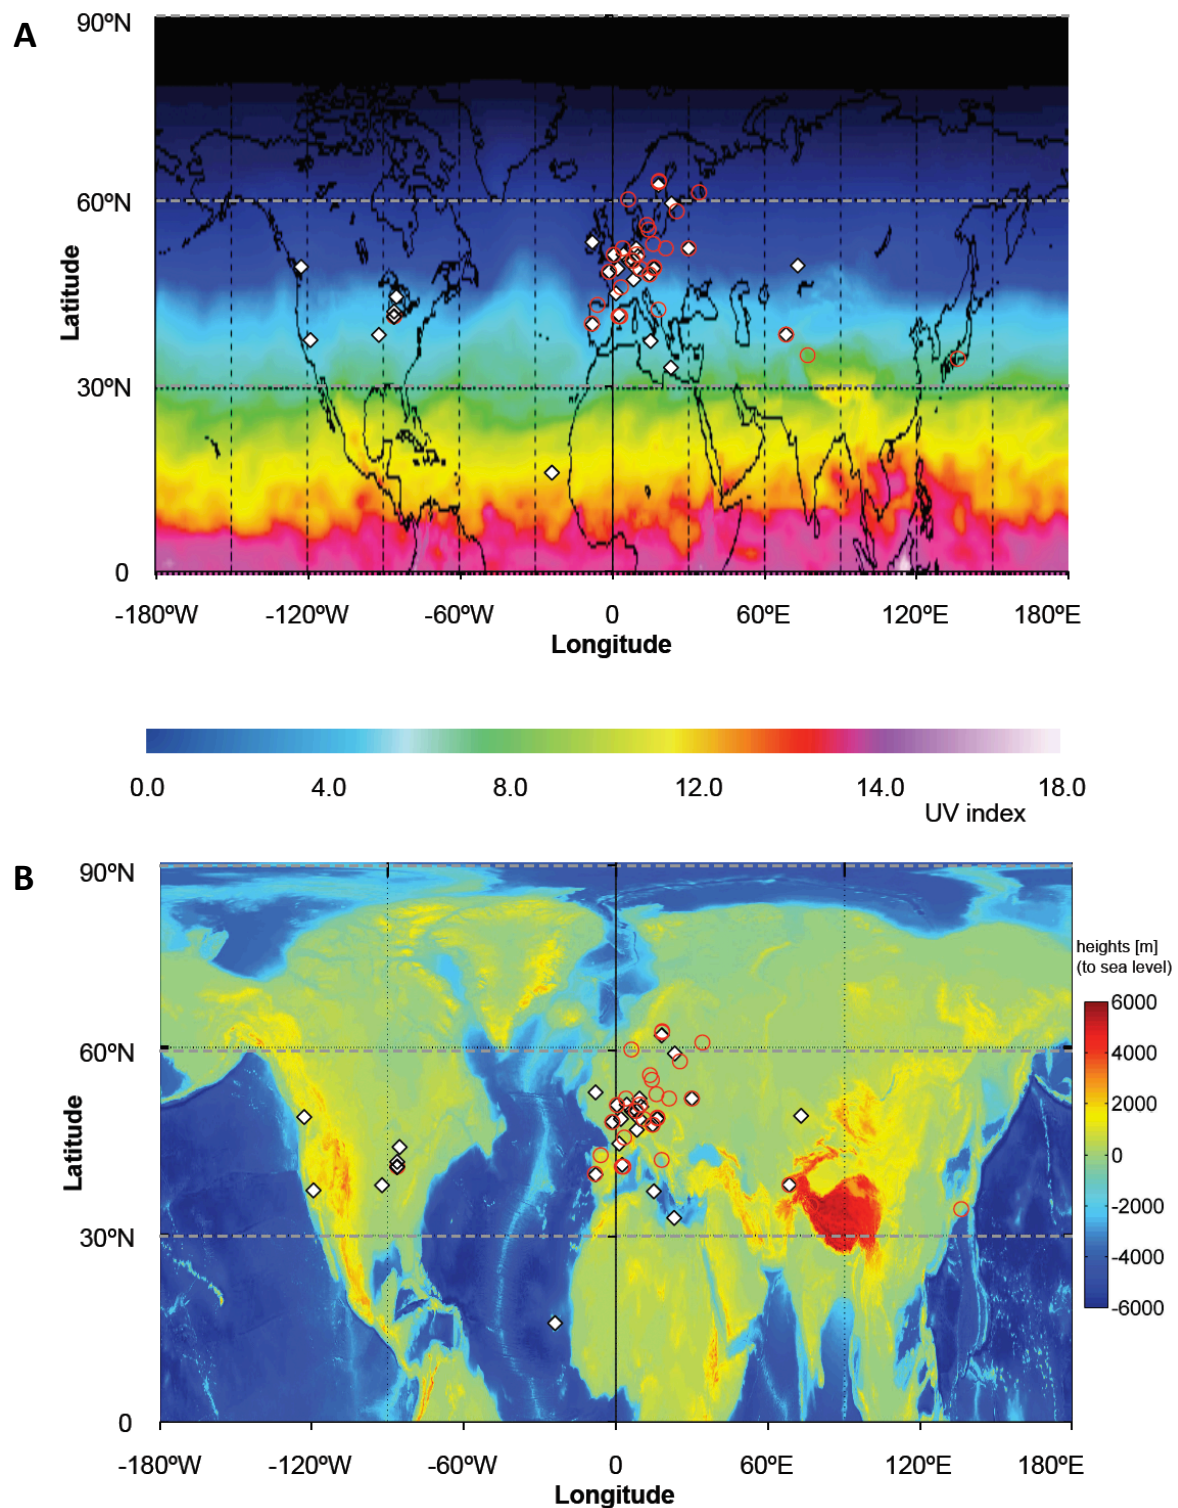 A
90ºN
60ºN
30ºN
0
Latitude
-180ºW -120ºW -60ºW 0 60ºE 120ºE 180ºE
Longitude
0.0 4.0 8.0 12.0 14.0 18.0
UV index
B
90ºN
60ºN
30ºN
0
Latitude
heights [m]
(to sea level)
6000
4000
2000
0
-2000
-4000
-6000
-180ºW -120ºW -60ºW 0 60ºE 120ºE 180ºE
Longitude